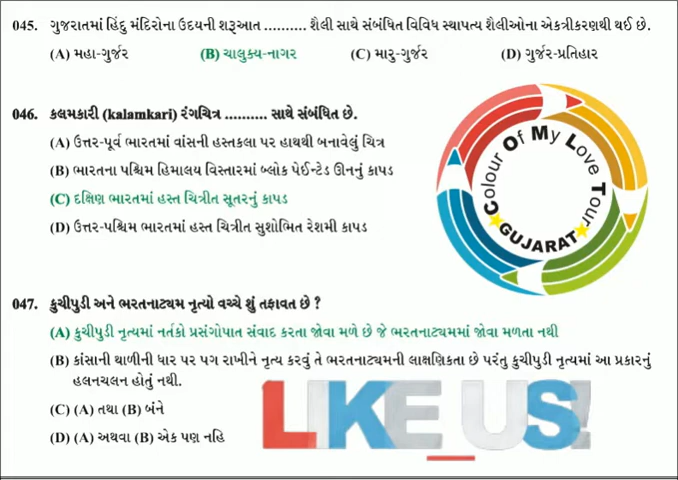 045. ગુજરાતમાં હિંદુ મંદિરોના ઉદયની શરૂઆત .......... શૈલી સાથે સંબંધિત વિવિધ સ્થાપત્ય શૈલીઓના એકત્રીકરણથી થઈ છે.
(A) મહા-ગુર્જર (B) ચાલુક્ય-નાગર (C) મારુ-ગુર્જર (D) ગુર્જર-પ્રતિહાર
046. કલમકારી (kalamkari) રંગચિત્ર .......... સાથે સંબંધિત છે.
(A) ઉત્તર-પૂર્વ ભારતમાં વાંસની હસ્તકલા પર હાથથી બનાવેલું ચિત્ર
(B) ભારતના પશ્ચિમ હિમાલય વિસ્તારમાં બ્લોક પેઈન્ટેડ ઊનનું કાપડ
(C) દક્ષિણ ભારતમાં હસ્ત ચિત્રીત સૂતરનું કાપડ
(D) ઉત્તર-પશ્ચિમ ભારતમાં હસ્ત ચિત્રીત સુશોભિત રેશમી કાપડ
Colour Of My Love Tour
GUJARAT
047. કુચીપુડી અને ભરતનાટ્યમ નૃત્યો વચ્ચે શું તફાવત છે ?
(A) કુચીપુડી નૃત્યમાં નર્તકો પ્રસંગોપાત સંવાદ કરતા જોવા મળે છે જે ભરતનાટ્યમમાં જોવા મળતા નથી
(B) કાંસાની થાળીની ધાર પર પગ રાખીને નૃત્ય કરવું તે ભરતનાટ્યમની લાક્ષણિકતા છે પરંતુ કુચીપુડી નૃત્યમાં આ પ્રકારનું
હલનચલન હોતું નથી.
(C) (A) તથા (B) બંને
(D) (A) અથવા (B) એક પણ નહિ
LIKE_US!